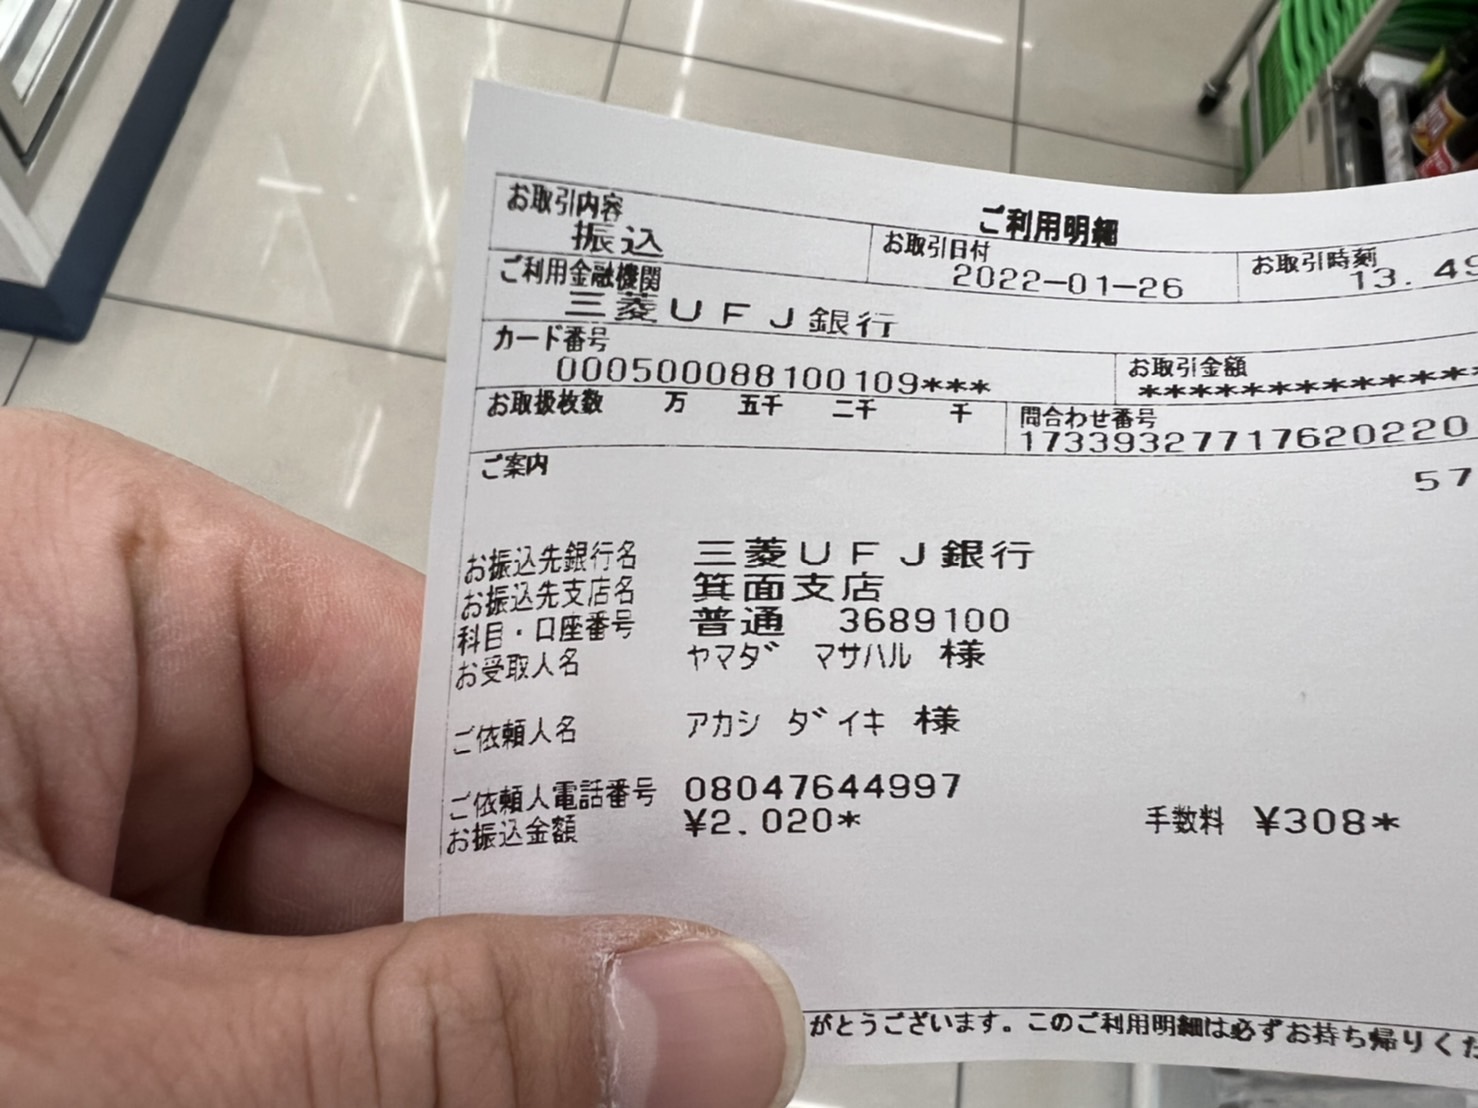 ご利用明細
お取引内容 お取引日付 お取引時刻
振込 2022-01-26 13.49
ご利用金融機関
三菱UFJ銀行
カード番号 お取引金額
000500088100109*** **************
お取扱枚数 万 五千 二千 千 問合わせ番号
17339327717620220
ご案内
57
お振込先銀行名 三菱UFJ銀行
お振込先支店名 箕面支店
科目・口座番号 普通 3689100
お受取人名 ヤマダ マサハル 様
ご依頼人名 アカシ ダイキ 様
ご依頼人電話番号 08047644997
お振込金額 ¥2.020* 手数料 ¥308*
がとうございます。このご利用明細は必ずお持ち帰りくだ